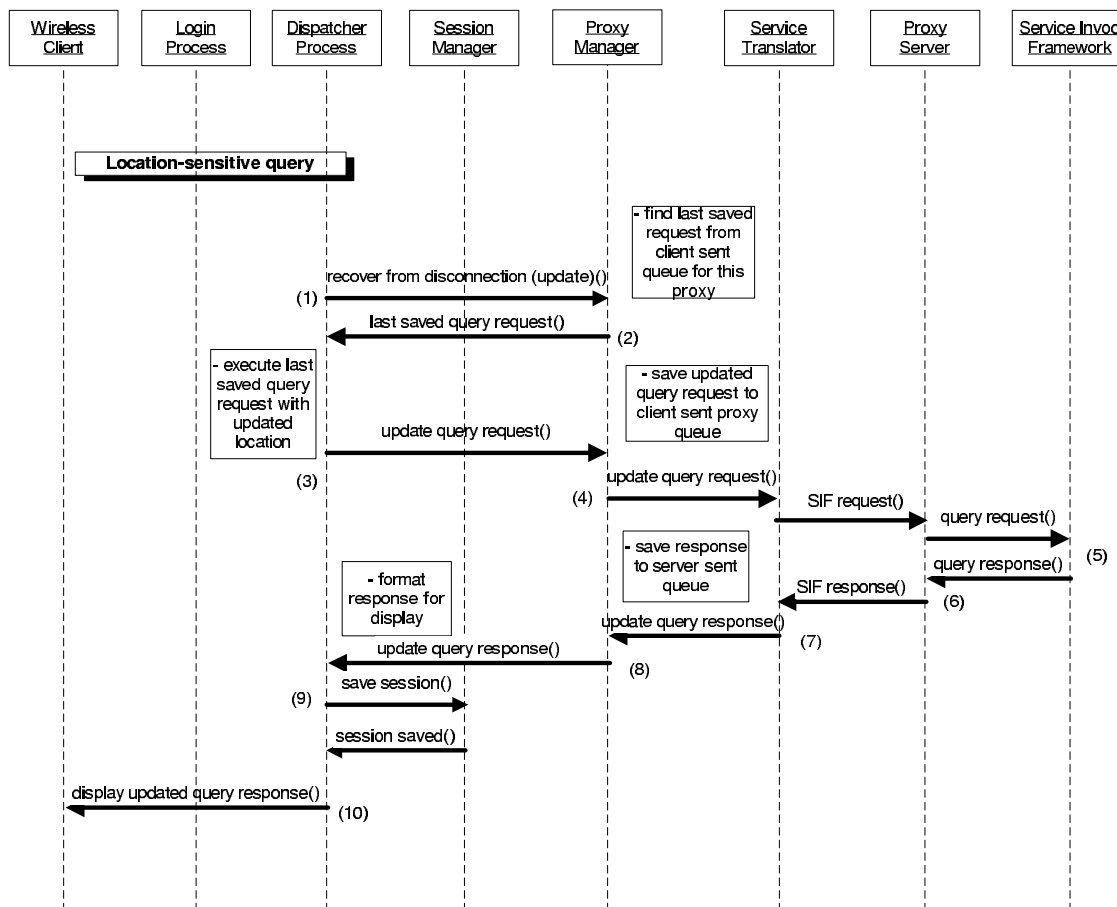 Wireless
Client
Login
Process
Dispatcher
Process
Session
Manager
Proxy
Manager
Service
Translator
Proxy
Server
Service Invoc
Framework
Location-sensitive query
- find last saved
request from
client sent
queue for this
proxy
recover from disconnection (update)()
(1)
last saved query request()
(2)
- execute last
saved query
request with
updated
location
- save updated
query request to
client sent proxy
queue
update query request()
(3)
update query request()
(4)
SIF request()
query request()
(5)
- save response
to server sent
queue
query response()
SIF response()
(6)
- format
response for
display
update query response()
(7)
update query response()
(8)
save session()
(9)
session saved()
display updated query response()
(10)